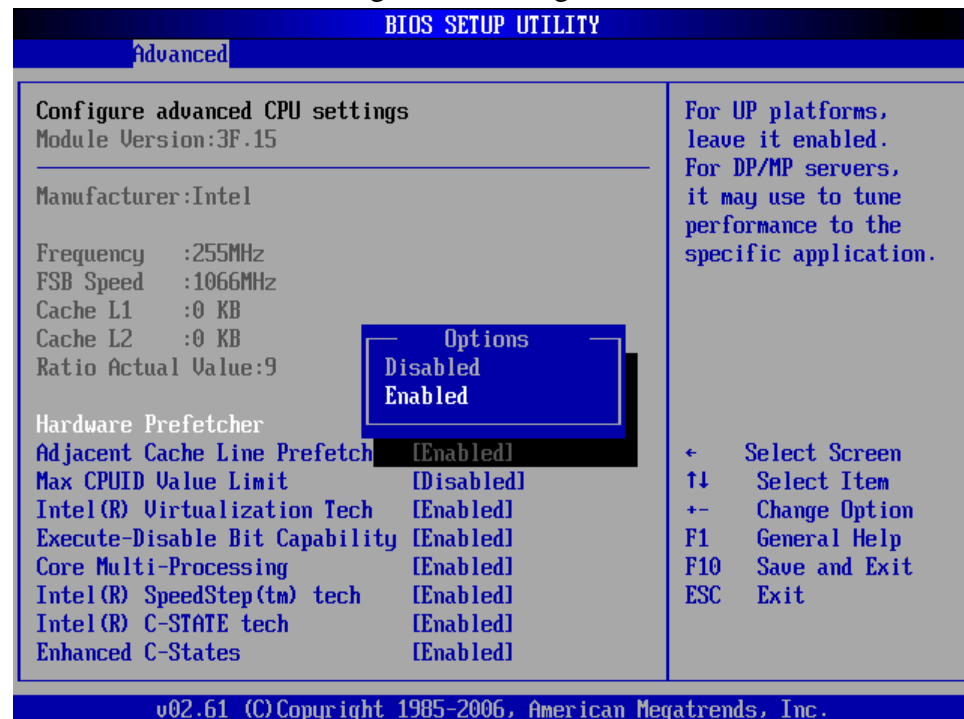 BIOS SETUP UTILITY
Advanced
Configure advanced CPU settings
Module Version:3F.15
Manufacturer:Intel
Frequency :255MHz
FSB Speed :1066MHz
Cache L1 :0 KB
Cache L2 :0 KB
Ratio Actual Value:9
Hardware Prefetcher
Adjacent Cache Line Prefetch [Enabled]
Max CPUID Value Limit [Disabled]
Intel(R) Virtualization Tech [Enabled]
Execute-Disable Bit Capability [Enabled]
Core Multi-Processing [Enabled]
Intel(R) SpeedStep(tm) tech [Enabled]
Intel(R) C-STATE tech [Enabled]
Enhanced C-States [Enabled]
Options
Disabled
Enabled
For UP platforms,
leave it enabled.
For DP/MP servers,
it may use to tune
performance to the
specific application.
← Select Screen
↑↓ Select Item
+- Change Option
F1 General Help
F10 Save and Exit
ESC Exit
v02.61 (C)Copyright 1985-2006, American Megatrends, Inc.